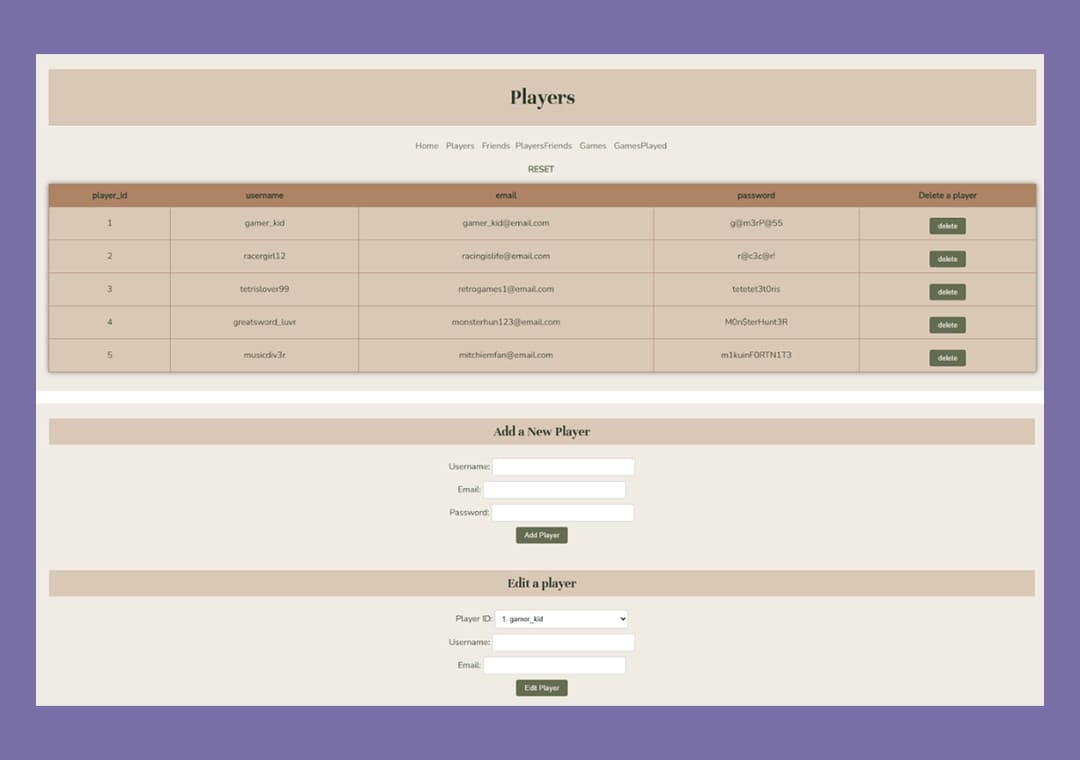 Players
Home Players Friends PlayersFriends Games GamesPlayed
RESET
player_id username email password Delete a player
1 gamer_kid gamer_kid@email.com g@m3rP@55 delete
2 racergirl12 racingislife@email.com r@c3c@r! delete
3 tetrislover99 retrogames1@email.com tetetet3t0ris delete
4 greatsword_luvr monsterhun123@email.com M0n$terHunt3R delete
5 musicdiv3r mitchiemfan@email.com m1kuinF0RTN1T3 delete
Add a New Player
Username:
Email:
Password:
Add Player
Edit a player
Player ID: 1: gamer_kid
Username:
Email:
Edit Player